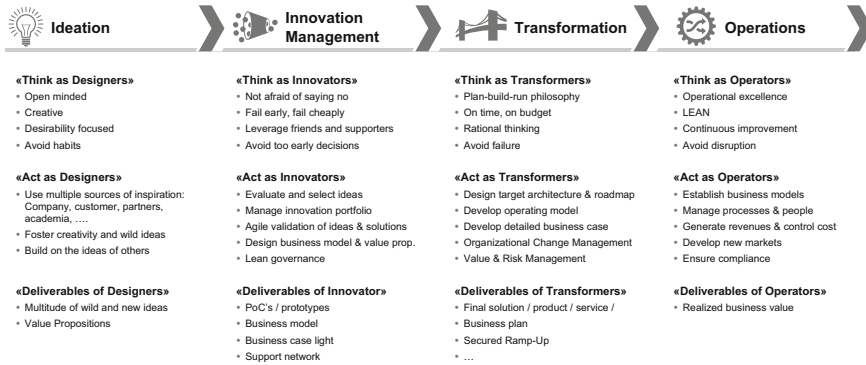 Ideation
Innovation
Management
Transformation
Operations
«Think as Designers»
• Open minded
• Creative
• Desirability focused
• Avoid habits
«Act as Designers»
• Use multiple sources of inspiration:
Company, customer, partners,
academia, ….
• Foster creativity and wild ideas
• Build on the ideas of others
«Deliverables of Designers»
• Multitude of wild and new ideas
• Value Propositions
«Think as Innovators»
• Not afraid of saying no
• Fail early, fail cheaply
• Leverage friends and supporters
• Avoid too early decisions
«Act as Innovators»
• Evaluate and select ideas
• Manage innovation portfolio
• Agile validation of ideas & solutions
• Design business model & value prop.
• Lean governance
«Deliverables of Innovator»
• PoC's / prototypes
• Business model
• Business case light
• Support network
«Think as Transformers»
• Plan-build-run philosophy
• On time, on budget
• Rational thinking
• Avoid failure
«Act as Transformers»
• Design target architecture & roadmap
• Develop operating model
• Develop detailed business case
• Organizational Change Management
• Value & Risk Management
«Deliverables of Transformers»
• Final solution / product / service /
• Business plan
• Secured Ramp-Up
• …
«Think as Operators»
• Operational excellence
• LEAN
• Continuous improvement
• Avoid disruption
«Act as Operators»
• Establish business models
• Manage processes & people
• Generate revenues & control cost
• Develop new markets
• Ensure compliance
«Deliverables of Operators»
• Realized business value